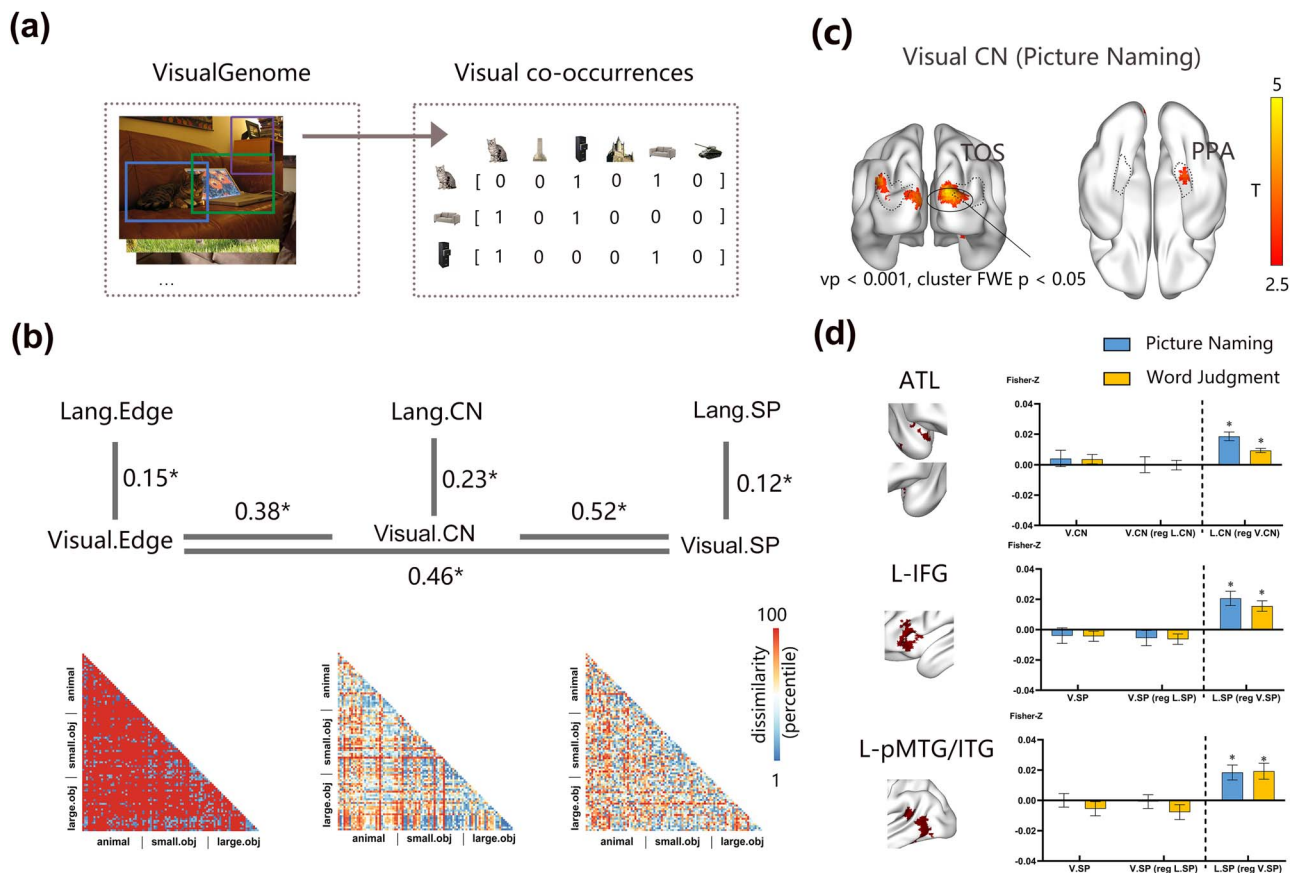 (a)
VisualGenome
Visual co-occurrences
[ 0 0 1 0 1 0 ]
[ 1 0 1 0 0 0 ]
[ 1 0 0 0 1 0 ]
...
(c)
Visual CN (Picture Naming)
TOS
PPA
5
T
2.5
vp < 0.001, cluster FWE p < 0.05
(b)
Lang.Edge
Lang.CN
Lang.SP
0.15*
0.23*
0.12*
0.38*
0.52*
Visual.Edge
Visual.CN
Visual.SP
0.46*
100
dissimilarity
(percentile)
1
animal
small.obj
large.obj
animal | small.obj | large.obj
animal
small.obj
large.obj
animal | small.obj | large.obj
animal
small.obj
large.obj
animal | small.obj | large.obj
(d)
Picture Naming
Word Judgment
ATL
Fisher-Z
0.04
0.02
0.00
-0.02
-0.04
* *
V.CN
V.CN (reg L.CN)
L.CN (reg V.CN)
L-IFG
Fisher-Z
0.04
0.02
0.00
-0.02
-0.04
* *
V.SP
V.SP (reg L.SP)
L.SP (reg V.SP)
L-pMTG/ITG
Fisher-Z
0.04
0.02
0.00
-0.02
-0.04
* *
V.SP
V.SP (reg L.SP)
L.SP (reg V.SP)